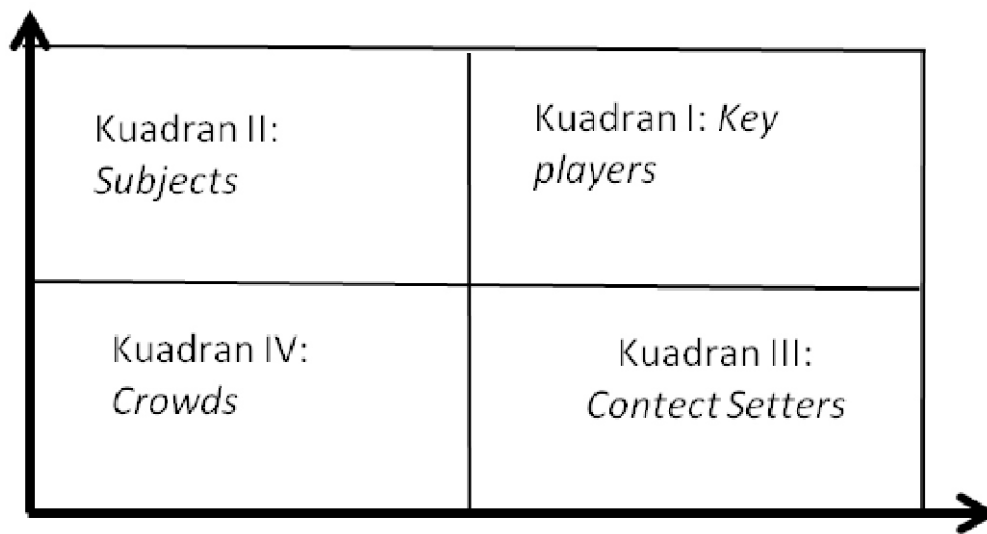 Kuadran II:
Subjects
Kuadran I: Key
players
Kuadran IV:
Crowds
Kuadran III:
Contect Setters